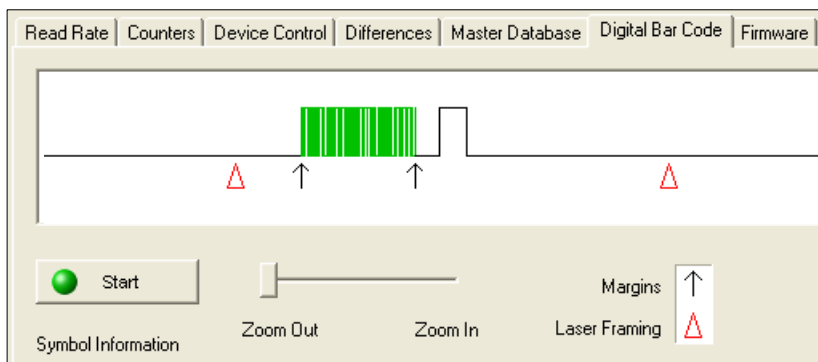 Read Rate Counters Device Control Differences Master Database Digital Bar Code Firmware
Start
Margins
Zoom Out Zoom In Laser Framing
Symbol Information